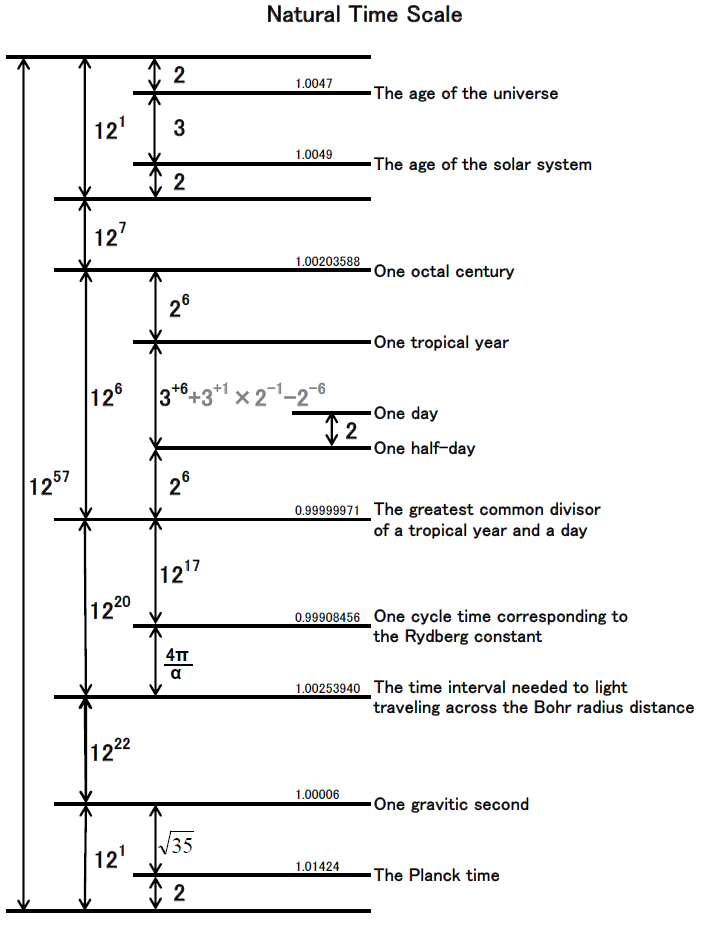 Natural Time Scale
2
1.0047
The age of the universe
12¹
3
1.0049
The age of the solar system
2
12⁷
1.00203588
One octal century
2⁶
One tropical year
12⁶
3⁺⁶+3⁺¹×2⁻¹−2⁻⁶
One day
2
One half-day
12⁵⁷
2⁶
0.99999971
The greatest common divisor
of a tropical year and a day
12¹⁷
12²⁰
0.99908456
One cycle time corresponding to
the Rydberg constant
4π
α
1.00253940
The time interval needed to light
traveling across the Bohr radius distance
12²²
1.00006
One gravitic second
√35
12¹
1.01424
The Planck time
2